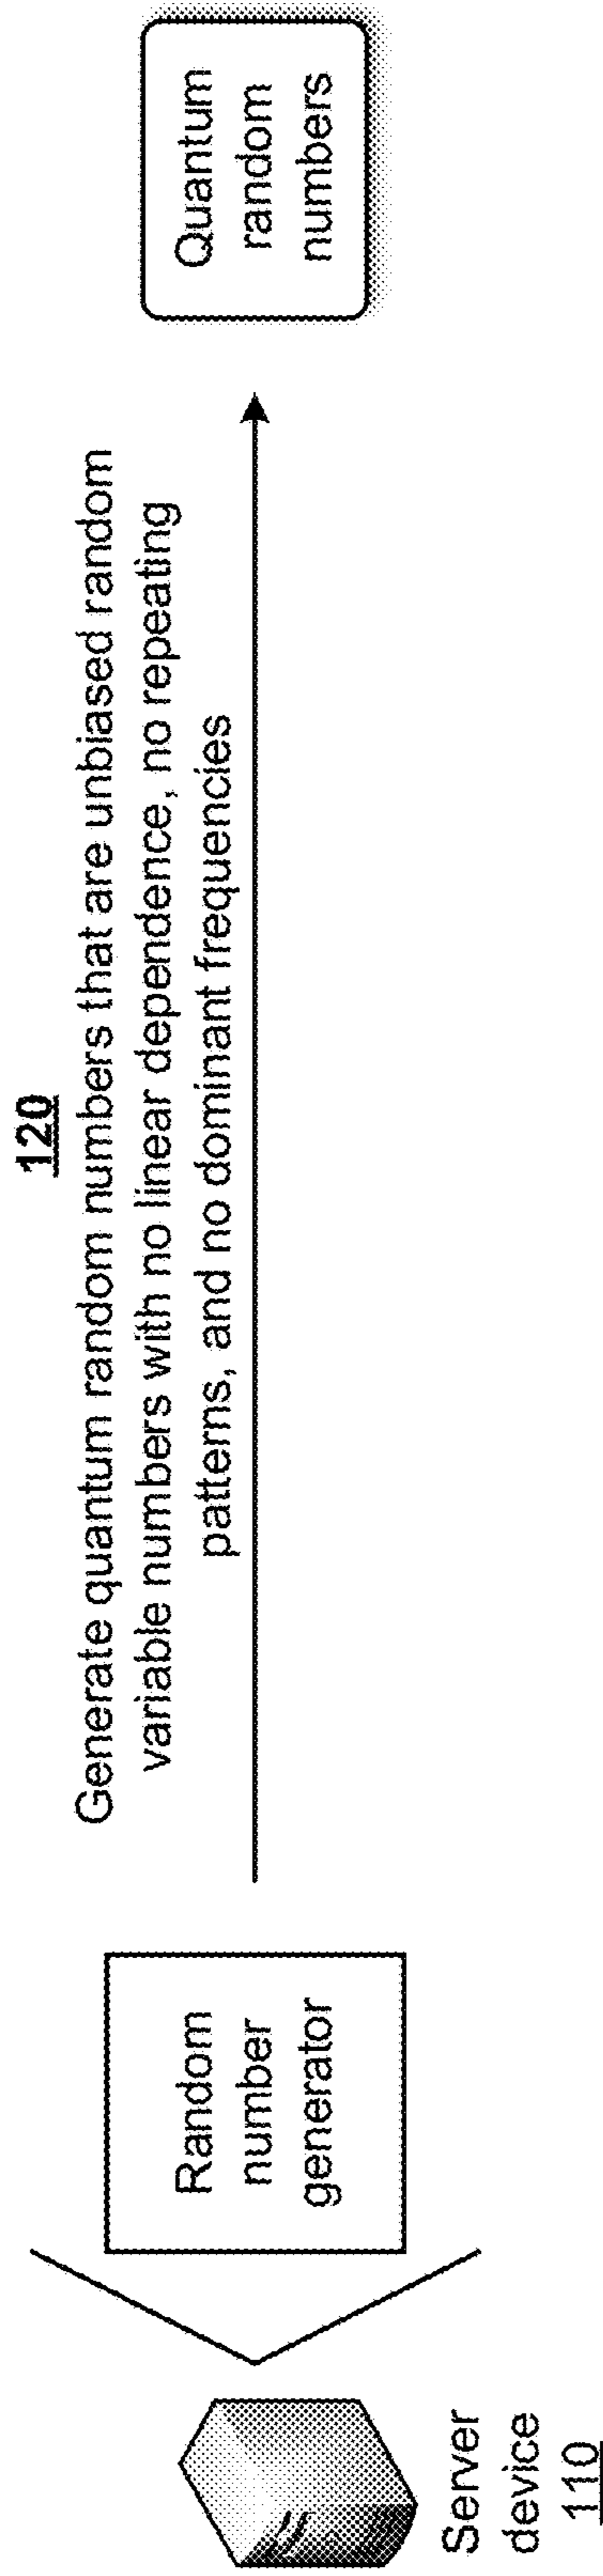 120
Generate quantum random numbers that are unbiased random
variable numbers with no linear dependence, no repeating
patterns, and no dominant frequencies
Random
number
generator
Quantum
random
numbers
Server
device
110